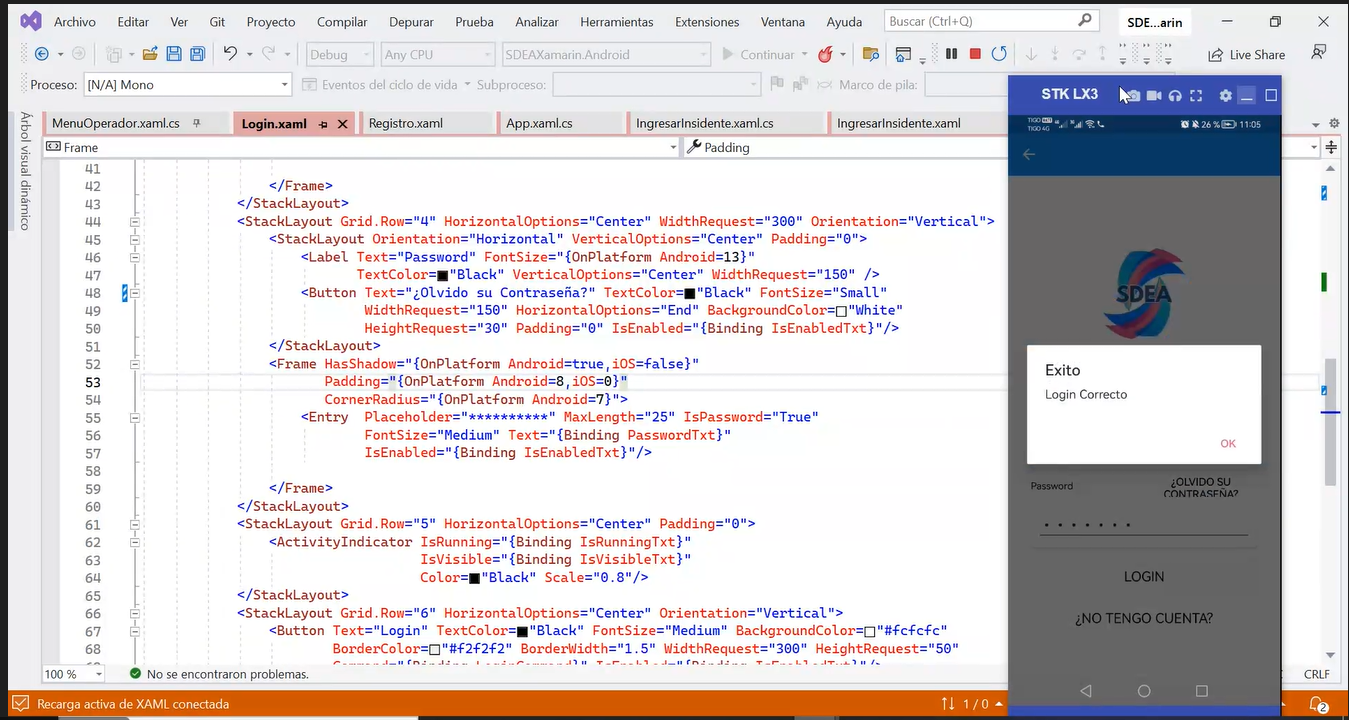 Archivo Editar Ver Git Proyecto Compilar Depurar Prueba Analizar Herramientas Extensiones Ventana Ayuda Buscar (Ctrl+Q) SDEA...arin
Debug Any CPU SDEAXamarin.Android Continuar Live Share
Proceso: [N/A] Mono Eventos del ciclo de vida Subproceso: Marco de pila:
Árbol visual dinámico
MenuOperador.xaml.cs Login.xaml Registro.xaml App.xaml.cs IngresarInsidente.xaml.cs IngresarInsidente.xaml
Frame Padding
41
42 </Frame>
43 </StackLayout>
44 <StackLayout Grid.Row="4" HorizontalOptions="Center" WidthRequest="300" Orientation="Vertical">
45 <StackLayout Orientation="Horizontal" VerticalOptions="Center" Padding="0">
46 <Label Text="Password" FontSize="{OnPlatform Android=13}"
47 TextColor="Black" VerticalOptions="Center" WidthRequest="150" />
48 <Button Text="¿Olvido su Contraseña?" TextColor="Black" FontSize="Small"
49 WidthRequest="150" HorizontalOptions="End" BackgroundColor="White"
50 HeightRequest="30" Padding="0" IsEnabled="{Binding IsEnabledTxt}"/>
51 </StackLayout>
52 <Frame HasShadow="{OnPlatform Android=true,iOS=false}"
53 Padding="{OnPlatform Android=8,iOS=0}"
54 CornerRadius="{OnPlatform Android=7}">
55 <Entry Placeholder="**********" MaxLength="25" IsPassword="True"
56 FontSize="Medium" Text="{Binding PasswordTxt}"
57 IsEnabled="{Binding IsEnabledTxt}"/>
58
59 </Frame>
60 </StackLayout>
61 <StackLayout Grid.Row="5" HorizontalOptions="Center" Padding="0">
62 <ActivityIndicator IsRunning="{Binding IsRunningTxt}"
63 IsVisible="{Binding IsVisibleTxt}"
64 Color="Black" Scale="0.8"/>
65 </StackLayout>
66 <StackLayout Grid.Row="6" HorizontalOptions="Center" Orientation="Vertical">
67 <Button Text="Login" TextColor="Black" FontSize="Medium" BackgroundColor="#fcfcfc"
68 BorderColor="#f2f2f2" BorderWidth="1.5" WidthRequest="300" HeightRequest="50"
Command="{Binding LoginCommand}" IsEnabled="{Binding IsEnabledTxt}"/>
100 % No se encontraron problemas. CRLF
Recarga activa de XAML conectada 1 / 0 2
STK LX3
TIGO
TIGO 4G 26 % 11:05
SDEA
Exito
Login Correcto
OK
Password ¿OLVIDO SU
CONTRASEÑA?
LOGIN
¿NO TENGO CUENTA?